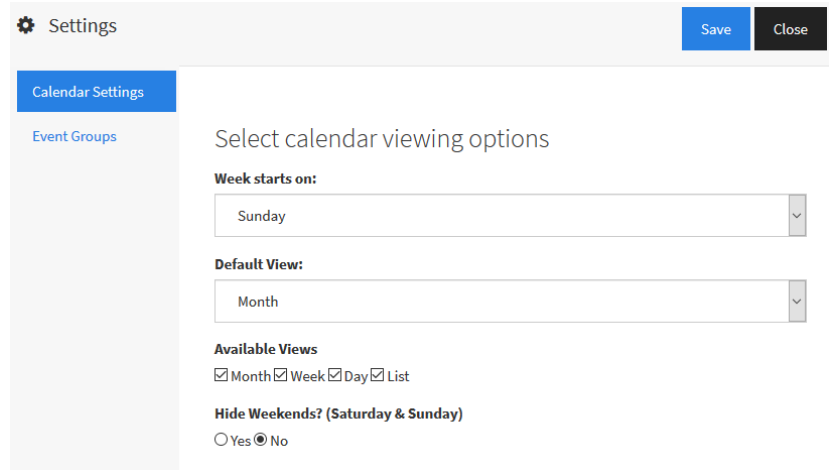 Settings
Save
Close
Calendar Settings
Event Groups
Select calendar viewing options
Week starts on:
Sunday
Default View:
Month
Available Views
Month Week Day List
Hide Weekends? (Saturday & Sunday)
Yes No